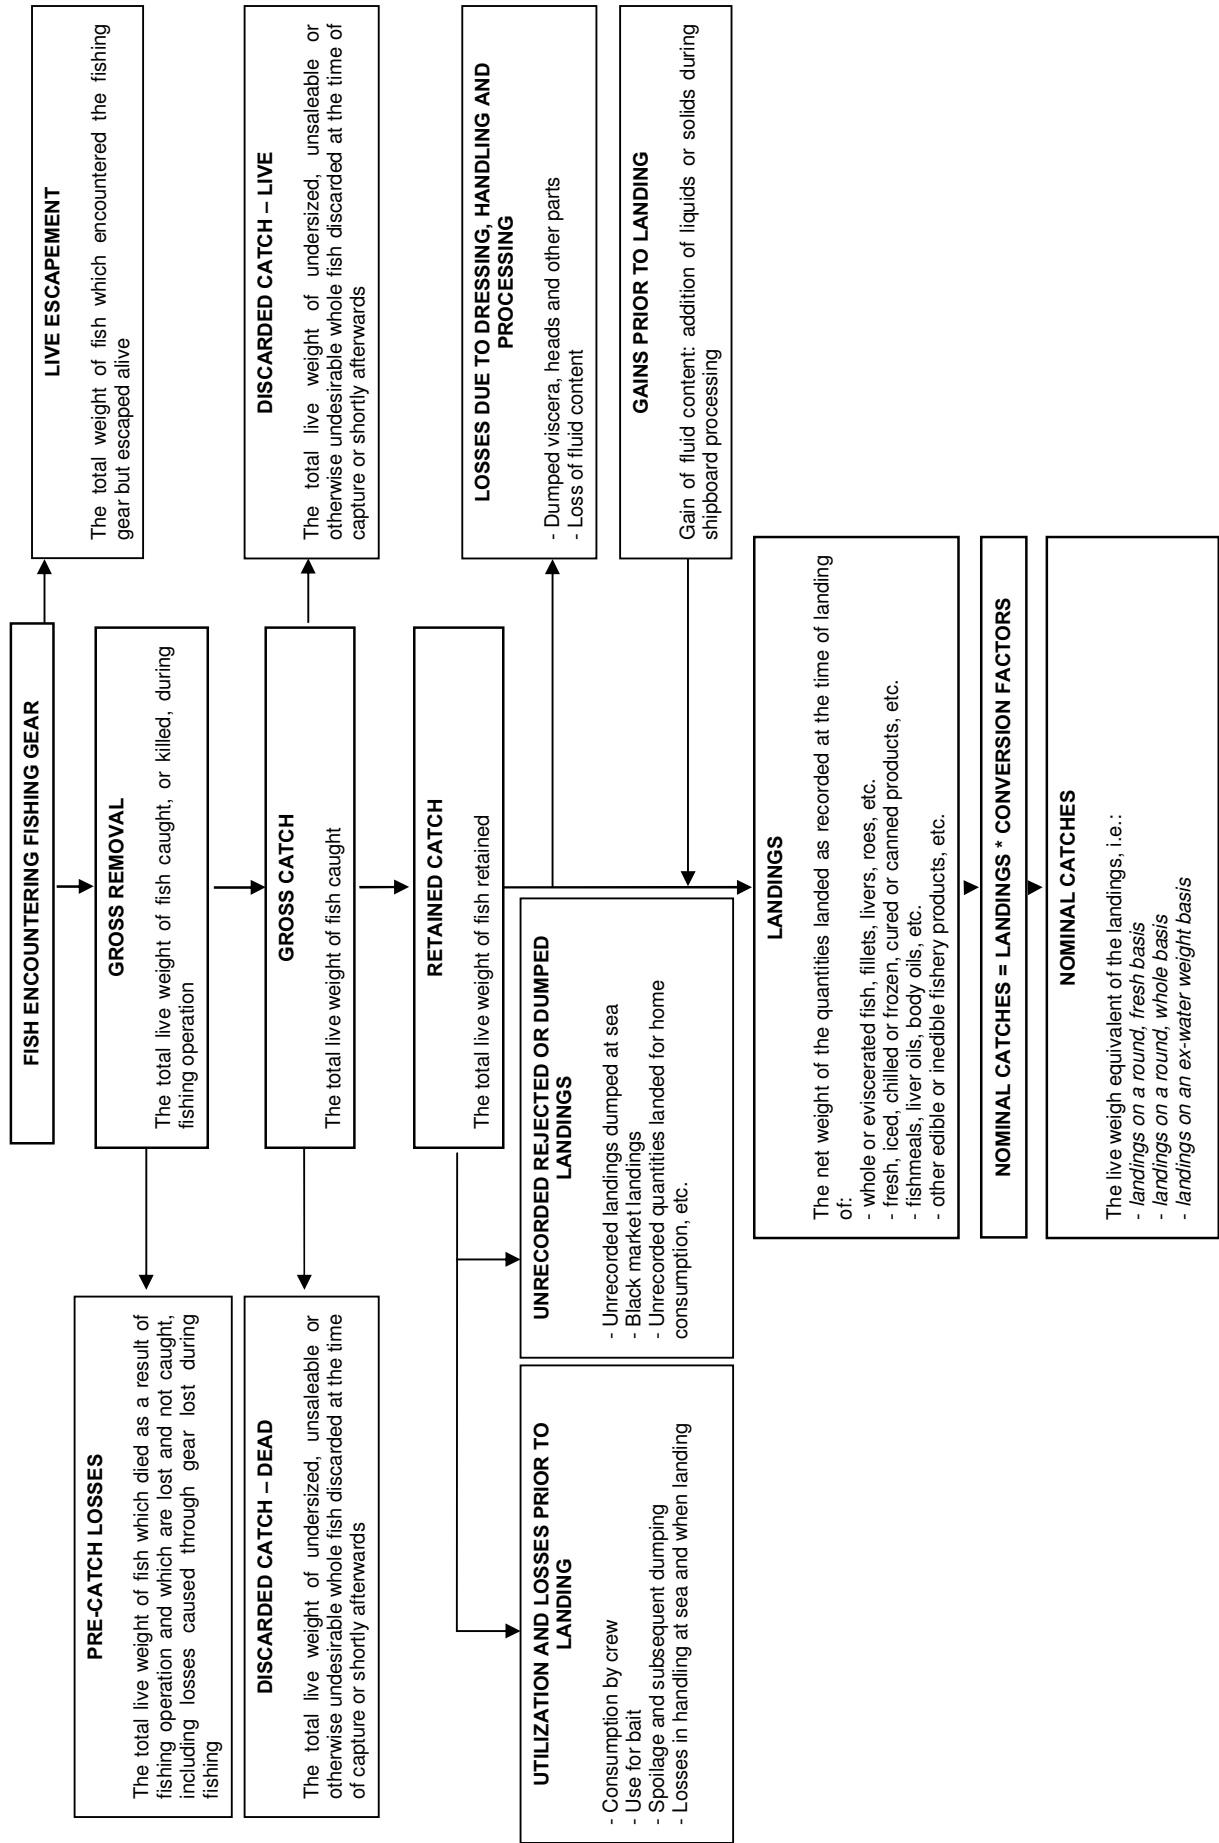 FISH ENCOUNTERING FISHING GEAR
LIVE ESCAPEMENT
The total weight of fish which encountered the fishing
gear but escaped alive
GROSS REMOVAL
The total live weight of fish caught, or killed, during
fishing operation
PRE-CATCH LOSSES
The total live weight of fish which died as a result of
fishing operation and which are lost and not caught,
including losses caused through gear lost during
fishing
GROSS CATCH
The total live weight of fish caught
DISCARDED CATCH – LIVE
The total live weight of undersized, unsaleable or
otherwise undesirable whole fish discarded at the time of
capture or shortly afterwards
DISCARDED CATCH – DEAD
The total live weight of undersized, unsaleable or
otherwise undesirable whole fish discarded at the time
of capture or shortly afterwards
RETAINED CATCH
The total live weight of fish retained
LOSSES DUE TO DRESSING, HANDLING AND
PROCESSING
- Dumped viscera, heads and other parts
- Loss of fluid content
UTILIZATION AND LOSSES PRIOR TO
LANDING
- Consumption by crew
- Use for bait
- Spoilage and subsequent dumping
- Losses in handling at sea and when landing
UNRECORDED REJECTED OR DUMPED
LANDINGS
- Unrecorded landings dumped at sea
- Black market landings
- Unrecorded quantities landed for home
consumption, etc.
GAINS PRIOR TO LANDING
Gain of fluid content: addition of liquids or solids during
shipboard processing
LANDINGS
The net weight of the quantities landed as recorded at the time of landing
of:
- whole or eviscerated fish, fillets, livers, roes, etc.
- fresh, iced, chilled or frozen, cured or canned products, etc.
- fishmeals, liver oils, body oils, etc.
- other edible or inedible fishery products, etc.
NOMINAL CATCHES = LANDINGS * CONVERSION FACTORS
NOMINAL CATCHES
The live weigh equivalent of the landings, i.e.:
- landings on a round, fresh basis
- landings on a round, whole basis
- landings on an ex-water weight basis